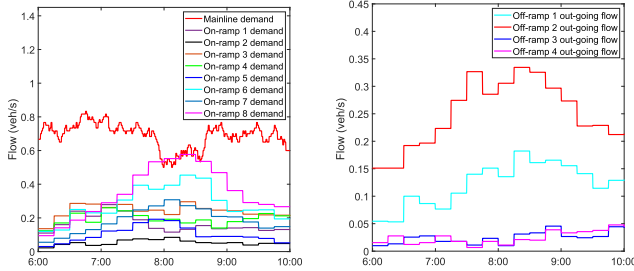 1.4
1.2
1
0.8
0.6
0.4
0.2
0
Flow (veh/s)
6:00 7:00 8:00 9:00 10:00
Mainline demand
On-ramp 1 demand
On-ramp 2 demand
On-ramp 3 demand
On-ramp 4 demand
On-ramp 5 demand
On-ramp 6 demand
On-ramp 7 demand
On-ramp 8 demand
0.45
0.4
0.35
0.3
0.25
0.2
0.15
0.1
0.05
0
Flow (veh/s)
6:00 7:00 8:00 9:00 10:00
Off-ramp 1 out-going flow
Off-ramp 2 out-going flow
Off-ramp 3 out-going flow
Off-ramp 4 out-going flow